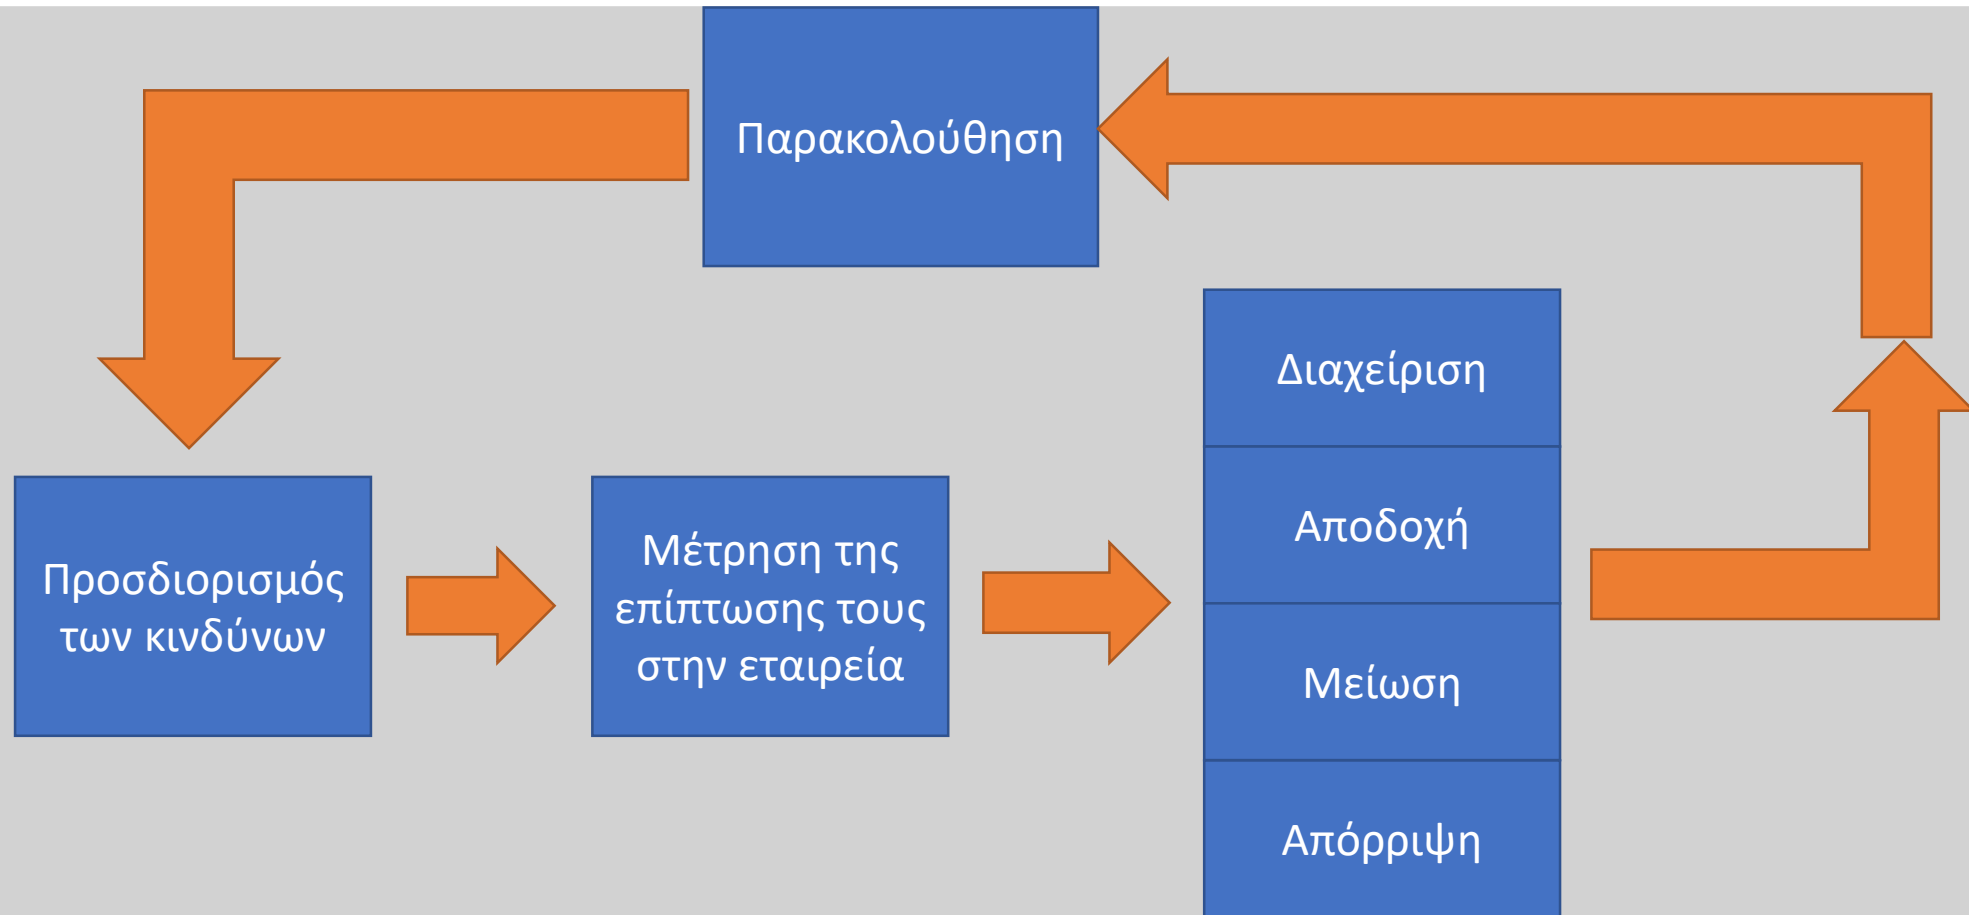 Παρακολούθηση
Προσδιορισμός
των κινδύνων
Μέτρηση της
επίπτωσης τους
στην εταιρεία
Διαχείριση
Αποδοχή
Μείωση
Απόρριψη